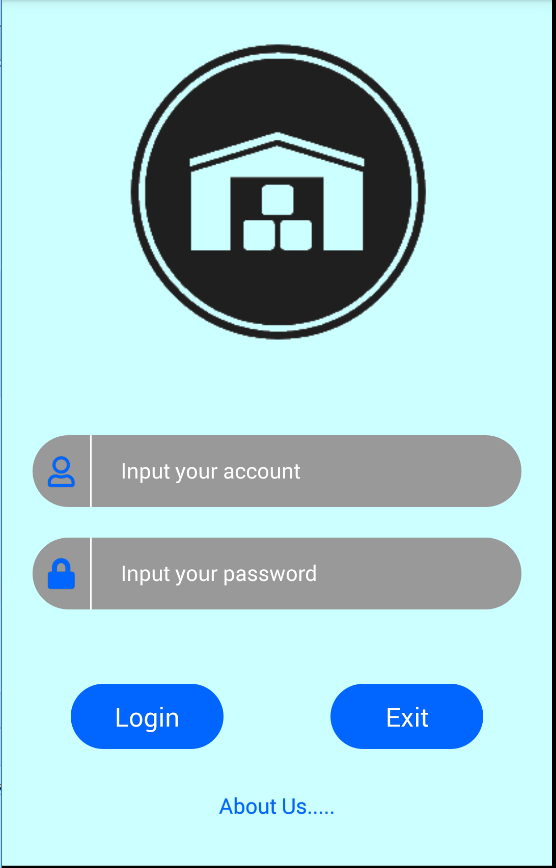 Input your account
Input your password
Login
Exit
About Us.....